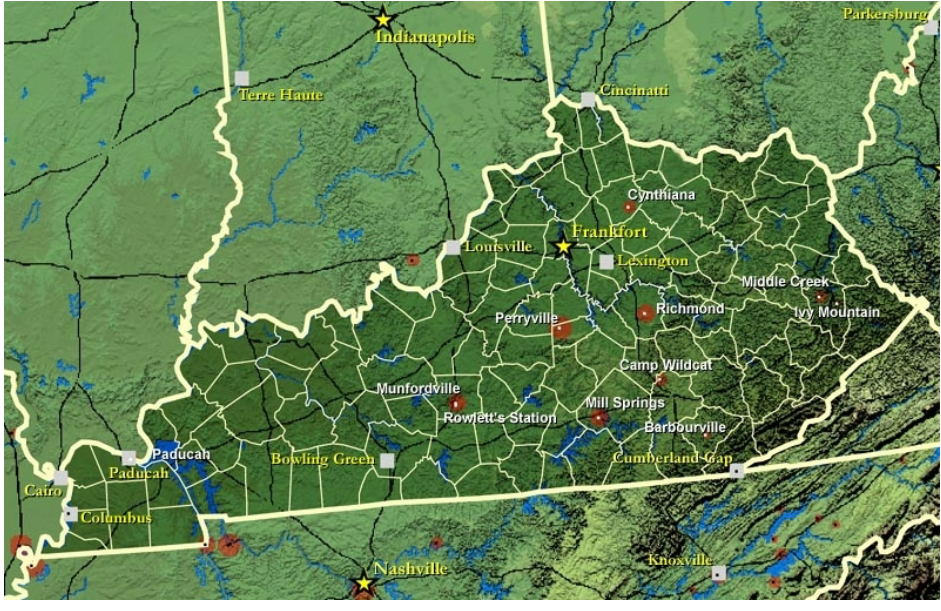 Parkersburg
Indianapolis
Terre Haute
Cincinatti
Cynthiana
Frankfort
Louisville
Lexington
Middle Creek
Ivy Mountain
Richmond
Perryville
Camp Wildcat
Munfordville
Mill Springs
Rowlett's Station
Barbourville
Paducah
Bowling Green
Cumberland Gap
Paducah
Cairo
Columbus
Knoxville
Nashville